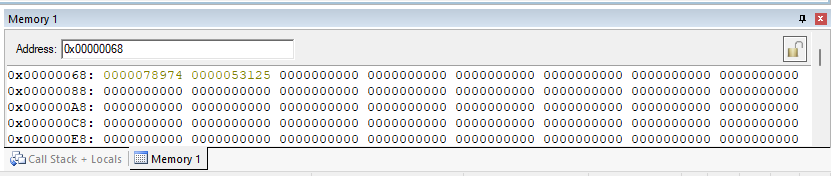 Memory 1
Address: 0x00000068
0x00000068: 0000078974 0000053125 0000000000 0000000000 0000000000 0000000000 0000000000 0000000000
0x00000088: 0000000000 0000000000 0000000000 0000000000 0000000000 0000000000 0000000000 0000000000
0x000000A8: 0000000000 0000000000 0000000000 0000000000 0000000000 0000000000 0000000000 0000000000
0x000000C8: 0000000000 0000000000 0000000000 0000000000 0000000000 0000000000 0000000000 0000000000
0x000000E8: 0000000000 0000000000 0000000000 0000000000 0000000000 0000000000 0000000000 0000000000
Call Stack + Locals Memory 1